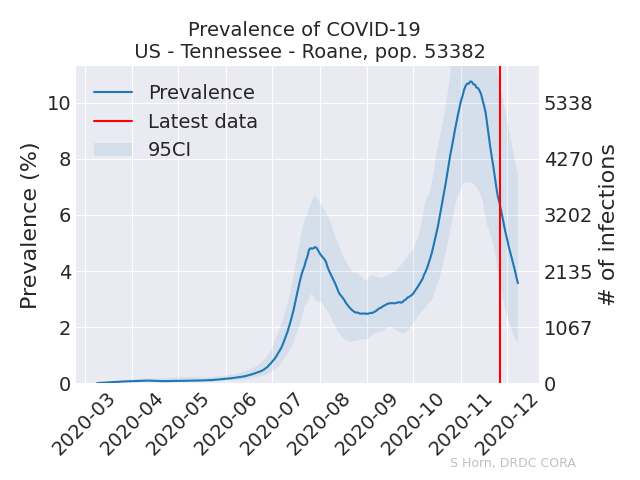 Prevalence of COVID-19
US - Tennessee - Roane, pop. 53382
Prevalence
Latest data
95CI
Prevalence (%)
10
8
6
4
2
0
5338
4270
3202
2135
1067
0
# of infections
2020-03
2020-04
2020-05
2020-06
2020-07
2020-08
2020-09
2020-10
2020-11
2020-12
S Horn, DRDC CORA